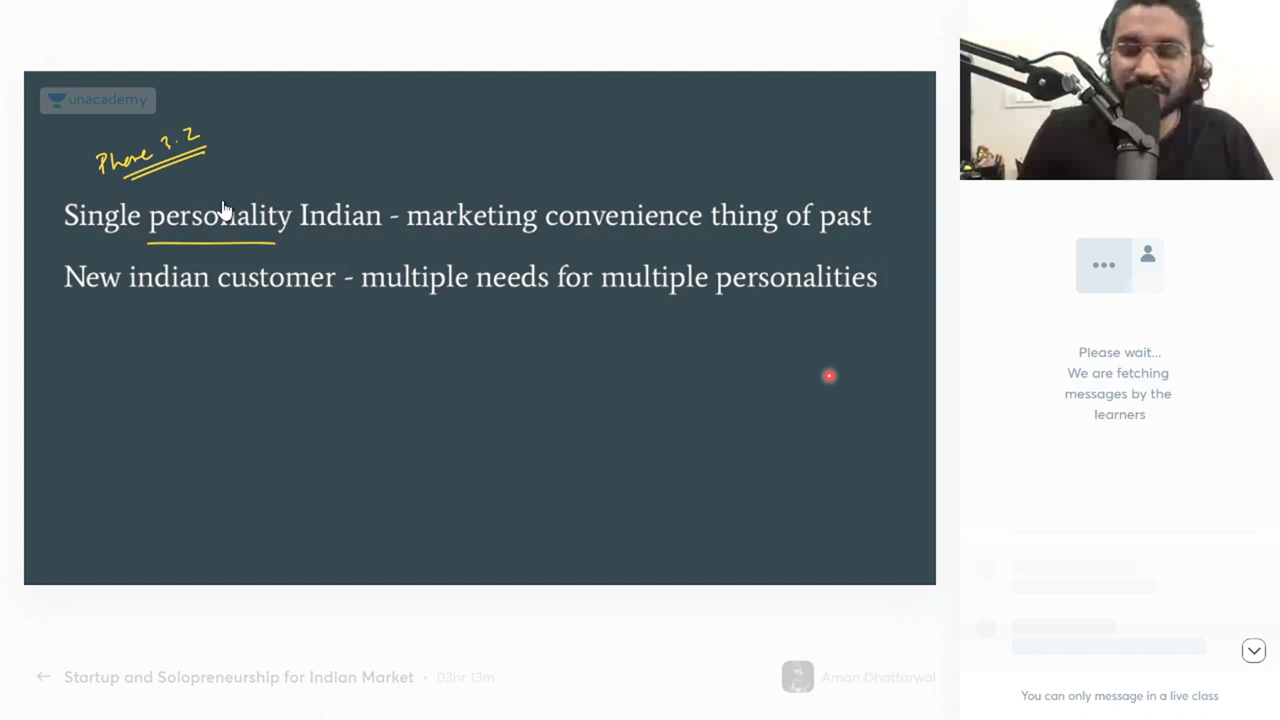 unacademy
Phase 3.2
Single personality Indian - marketing convenience thing of past
New indian customer - multiple needs for multiple personalities
Please wait...
We are fetching
messages by the
learners
Startup and Solopreneurship for Indian Market • 03hr 13m
Aman Dhattarwal
You can only message in a live class